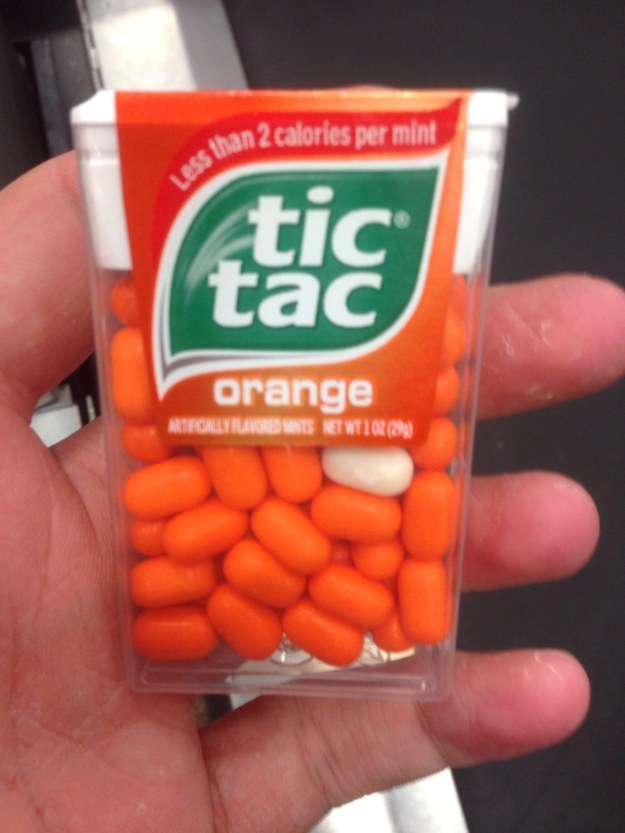 Less than 2 calories per mint
tic®
tac
orange
ARTIFICIALLY FLAVORED MINTS NET WT 1 OZ (29g)